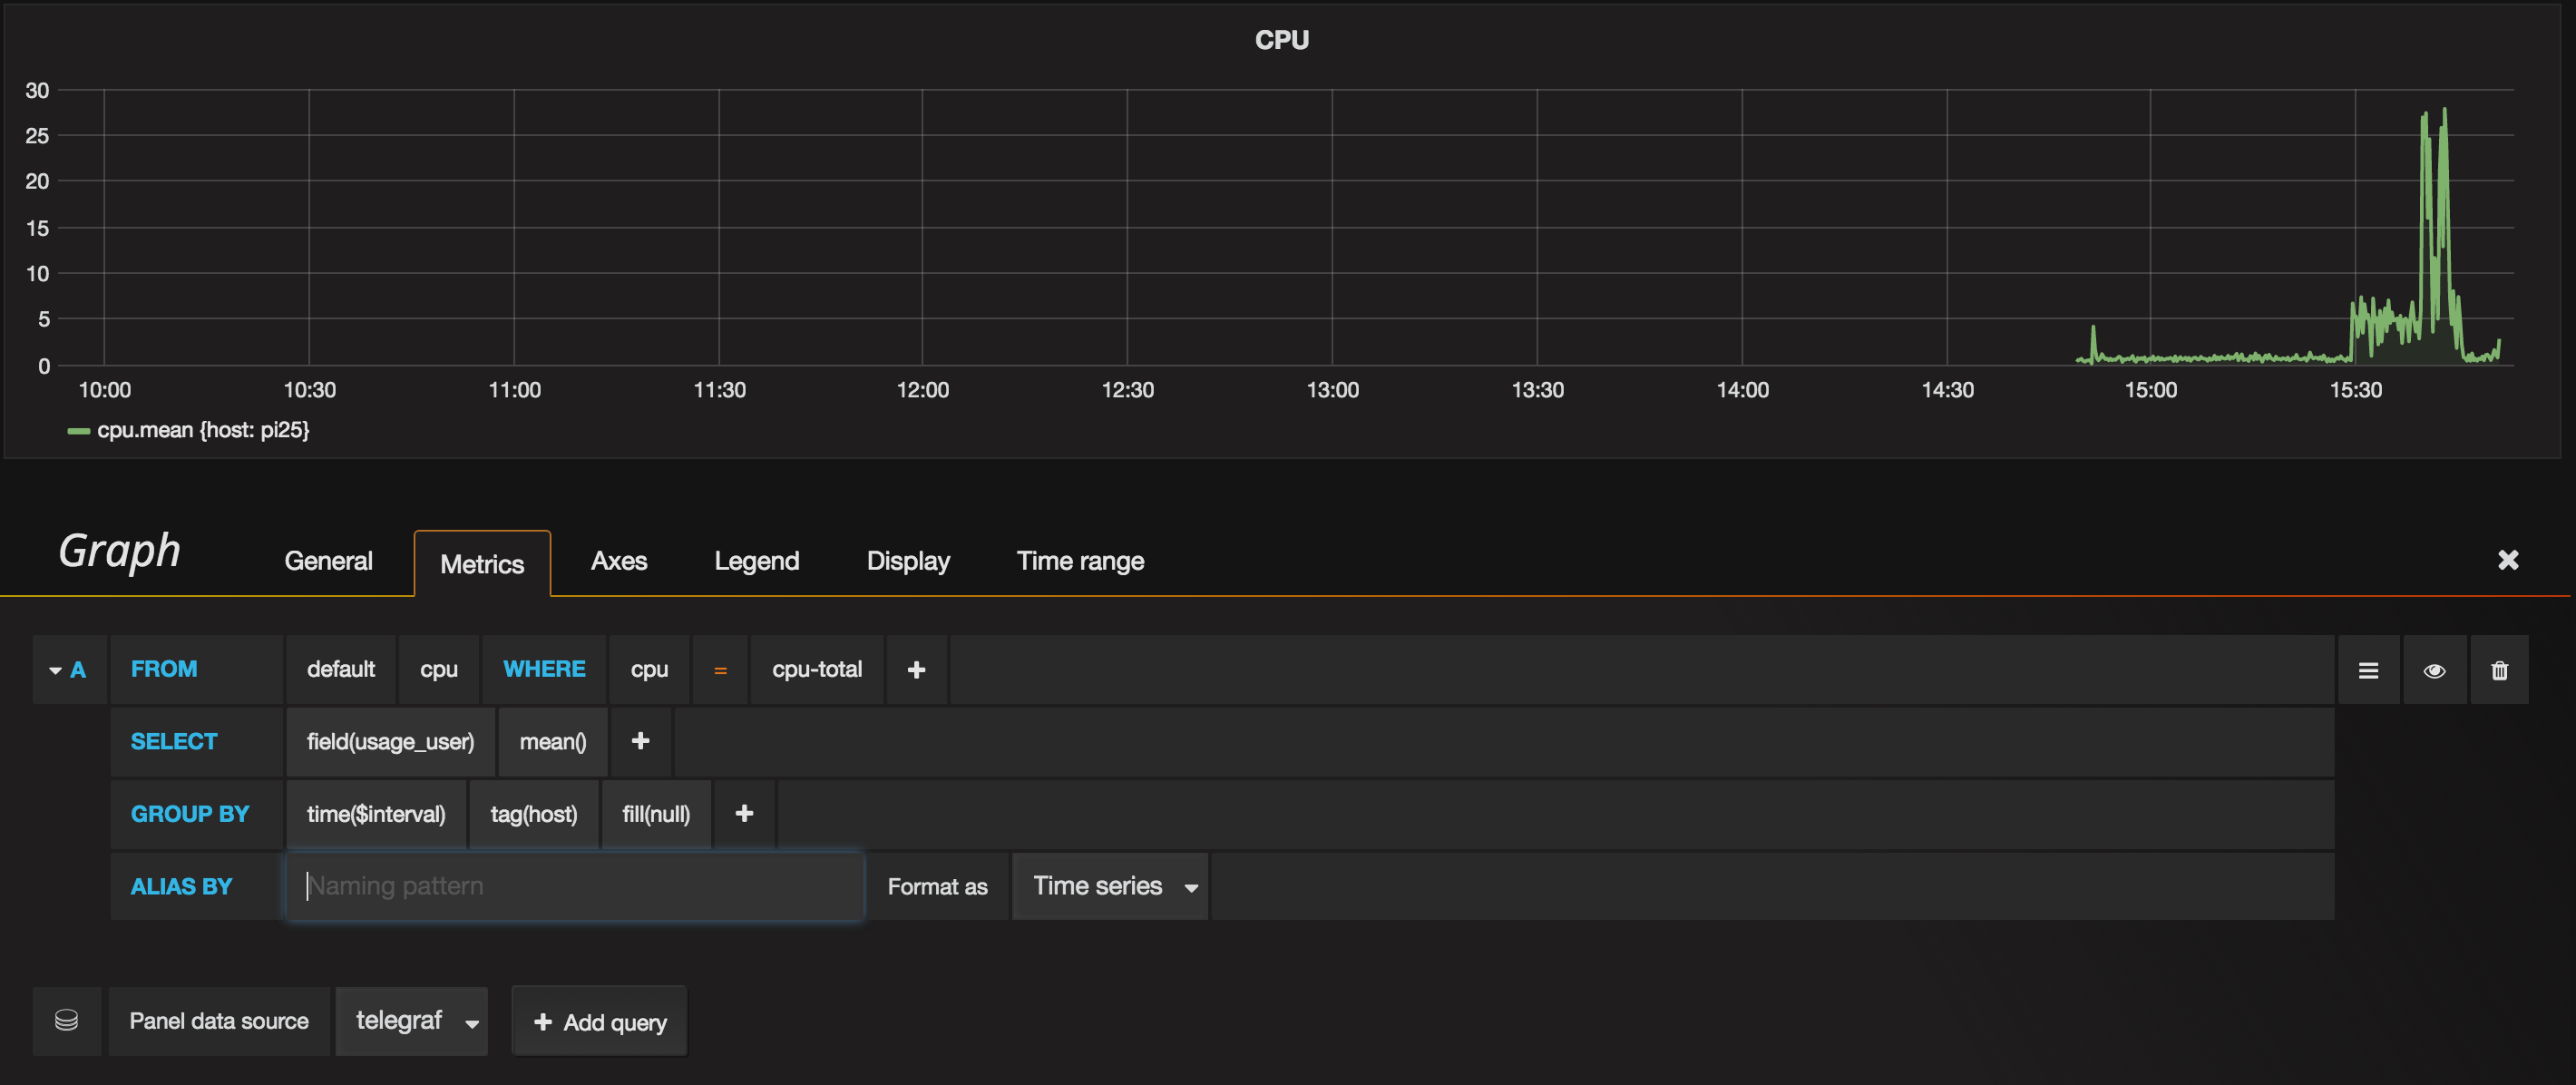 CPU
30
25
20
15
10
5
0
10:00 10:30 11:00 11:30 12:00 12:30 13:00 13:30 14:00 14:30 15:00 15:30
cpu.mean {host: pi25}
Graph General Metrics Axes Legend Display Time range
A FROM default cpu WHERE cpu = cpu-total +
SELECT field(usage_user) mean() +
GROUP BY time($interval) tag(host) fill(null) +
ALIAS BY Naming pattern Format as Time series
Panel data source telegraf + Add query